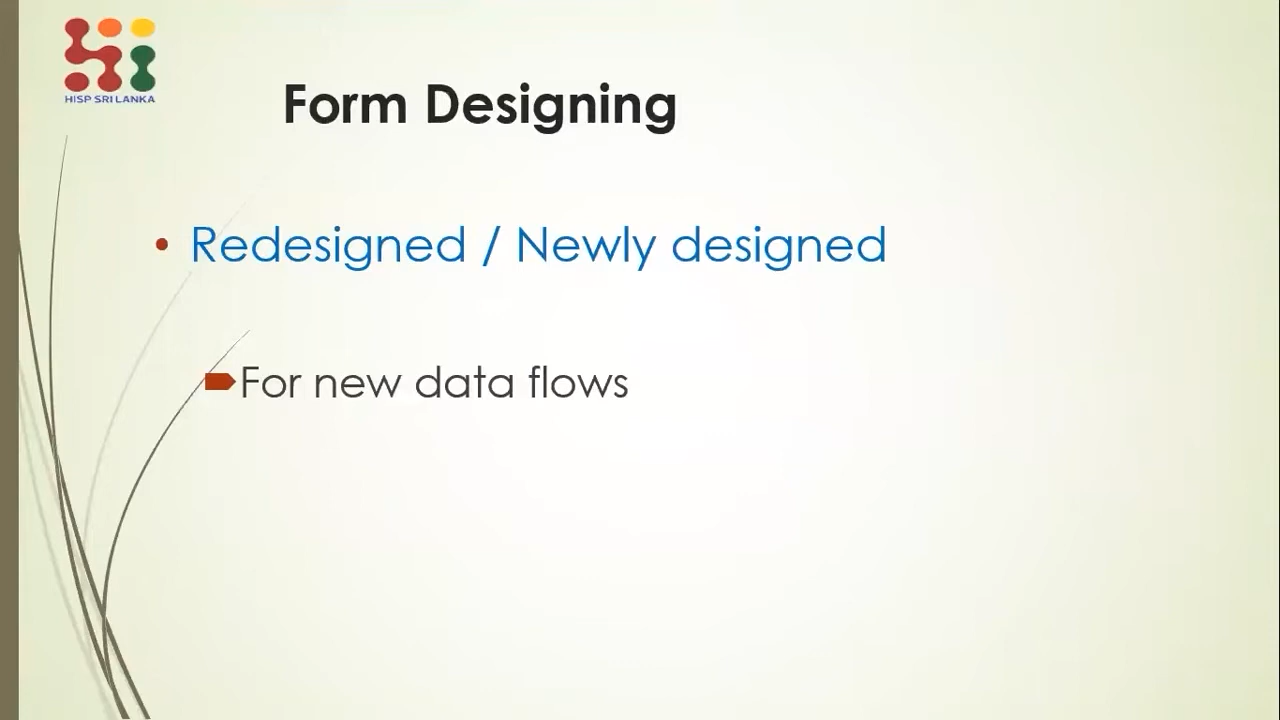 HISP SRI LANKA
Form Designing
• Redesigned / Newly designed
For new data flows